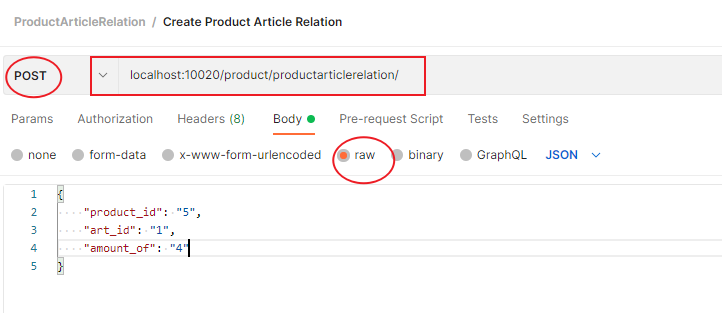 ProductArticleRelation / Create Product Article Relation
POST localhost:10020/product/productarticlerelation/
Params Authorization Headers (8) Body Pre-request Script Tests Settings
none form-data x-www-form-urlencoded raw binary GraphQL JSON
1 {
2 "product_id": "5",
3 "art_id": "1",
4 "amount_of": "4"
5 }